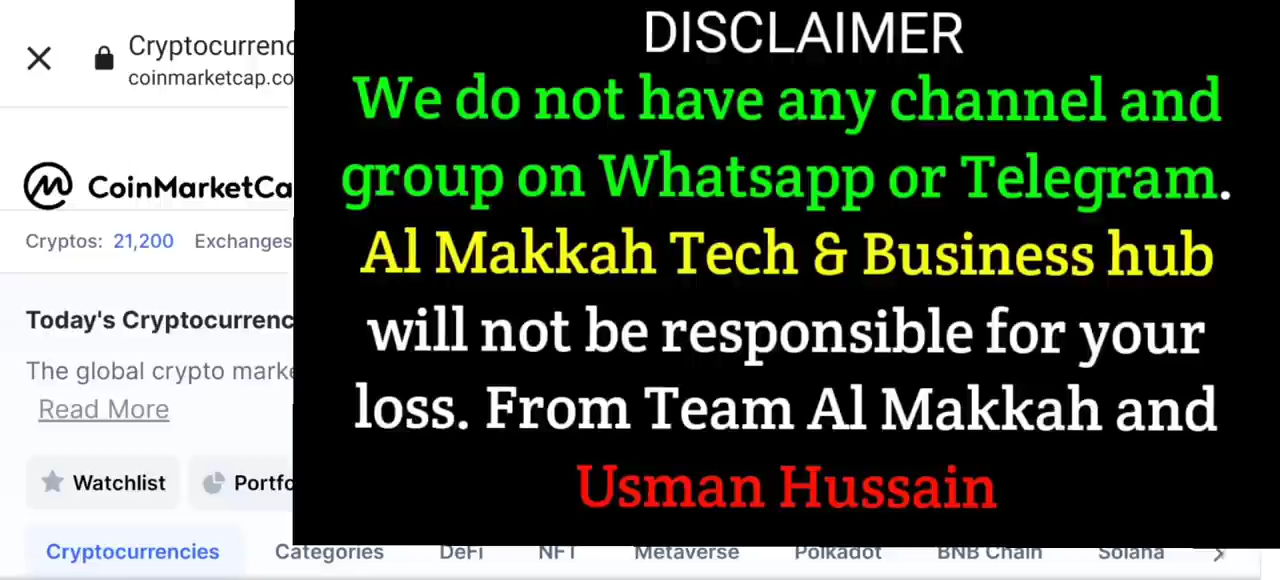 Cryptocurrenc
coinmarketcap.co
CoinMarketCa
Cryptos: 21,200 Exchanges
Today's Cryptocurrenc
The global crypto marke
Read More
Watchlist
Portfo
Cryptocurrencies Categories DeFi NFT Metaverse Polkadot BNB Chain Solana
DISCLAIMER
We do not have any channel and
group on Whatsapp or Telegram.
Al Makkah Tech & Business hub
will not be responsible for your
loss. From Team Al Makkah and
Usman Hussain